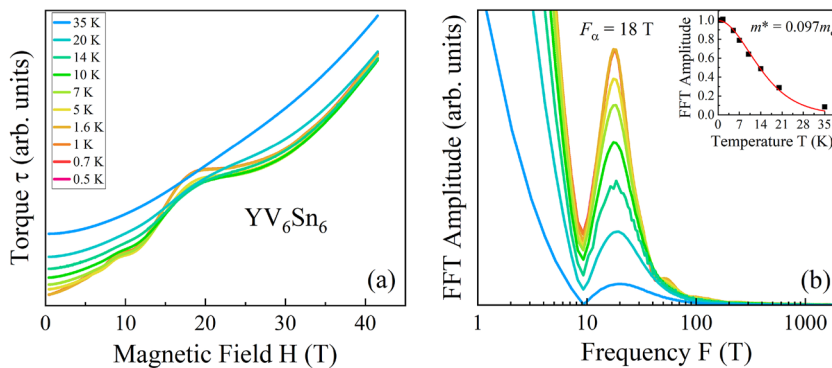 35 K
20 K
14 K
10 K
7 K
5 K
1.6 K
1 K
0.7 K
0.5 K
Torque τ (arb. units)
YV₆Sn₆
(a)
0 10 20 30 40
Magnetic Field H (T)
FFT Amplitude (arb. units)
Fα = 18 T
(b)
1 10 100 1000
Frequency F (T)
FFT Amplitude
1.0
0.8
0.6
0.4
0.2
0.0
m* = 0.097m
0 7 14 21 28 35
Temperature T (K)